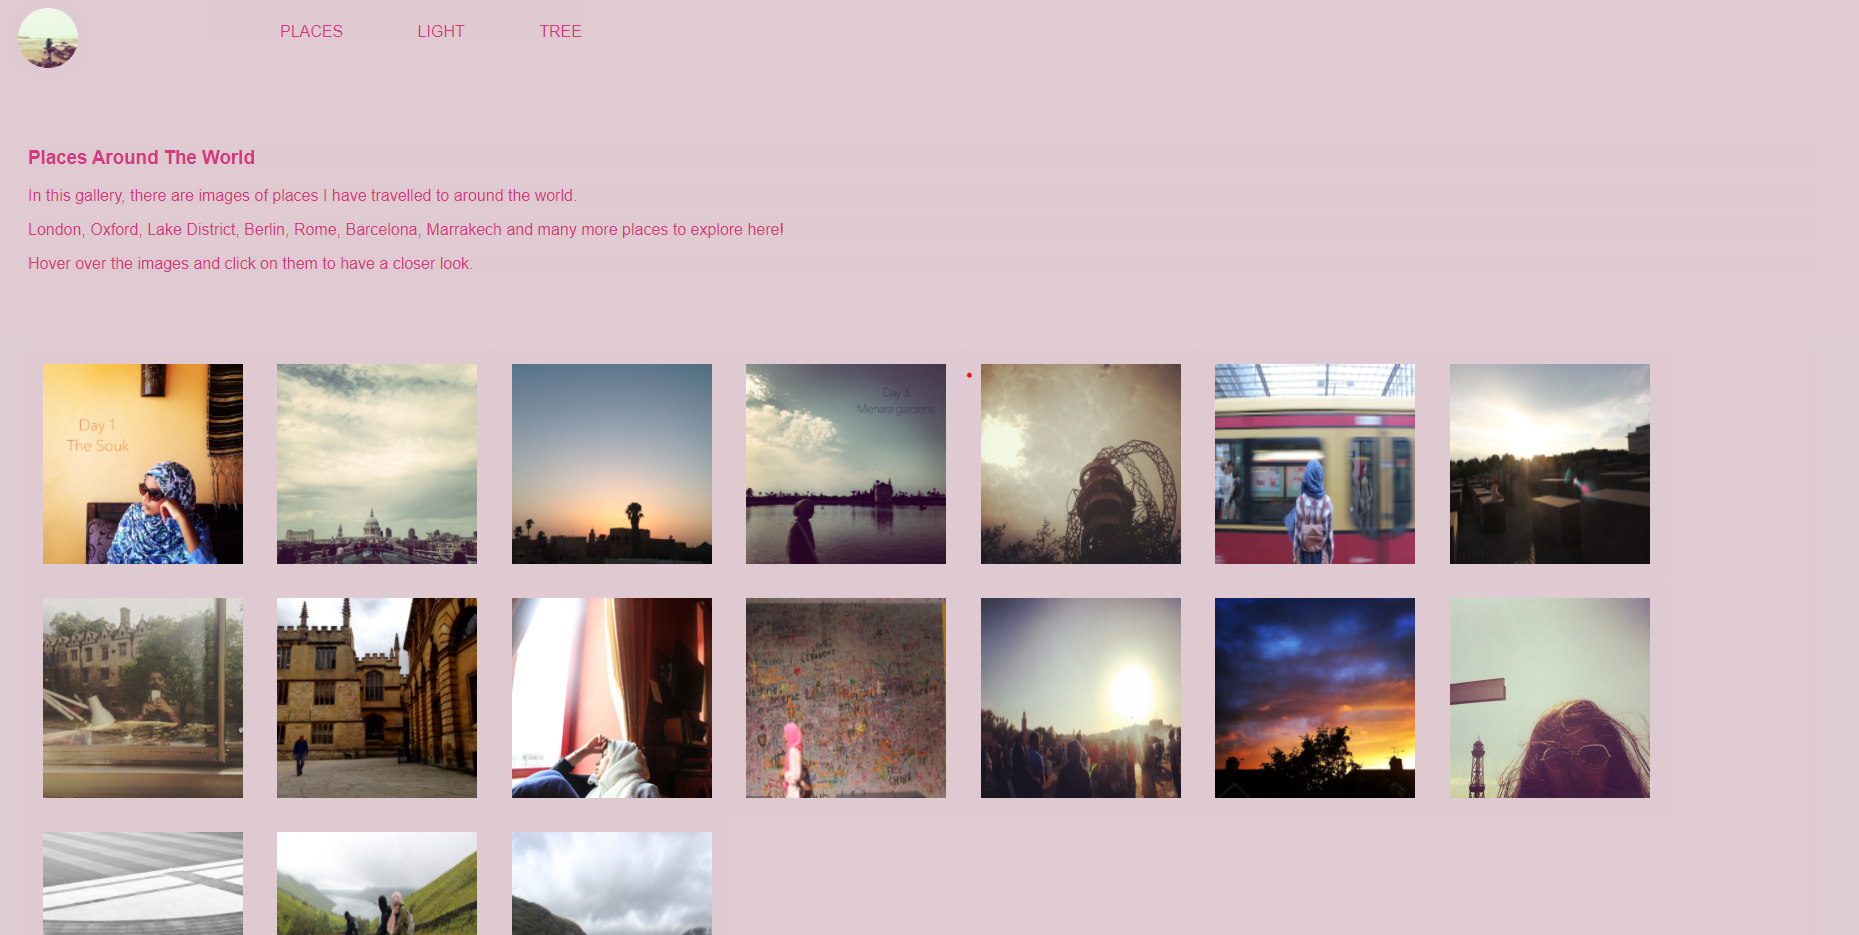 PLACES
LIGHT
TREE
Places Around The World
In this gallery, there are images of places I have travelled to around the world.
London, Oxford, Lake District, Berlin, Rome, Barcelona, Marrakech and many more places to explore here!
Hover over the images and click on them to have a closer look.
Day 1
The Souk
Day 3
Menara gardens